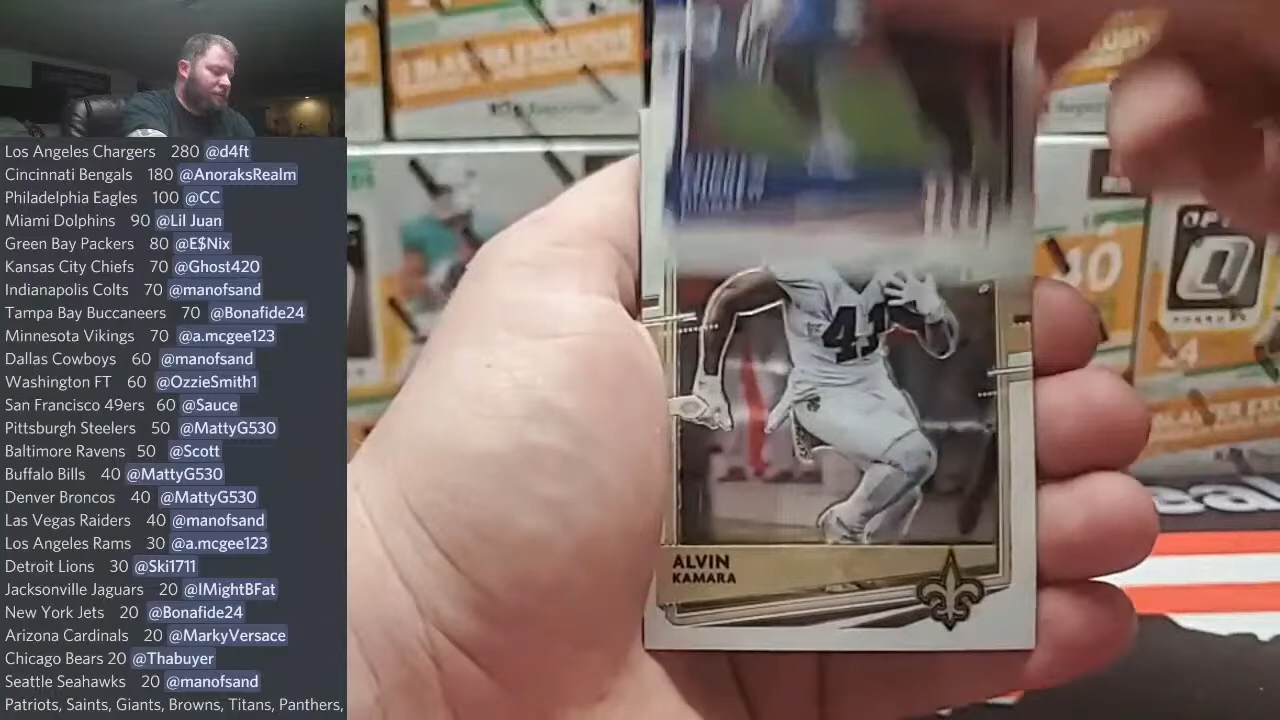 Los Angeles Chargers 280 @d4ft
Cincinnati Bengals 180 @AnoraksRealm
Philadelphia Eagles 100 @CC
Miami Dolphins 90 @Lil Juan
Green Bay Packers 80 @E$Nix
Kansas City Chiefs 70 @Ghost420
Indianapolis Colts 70 @manofsand
Tampa Bay Buccaneers 70 @Bonafide24
Minnesota Vikings 70 @a.mcgee123
Dallas Cowboys 60 @manofsand
Washington FT 60 @OzzieSmith1
San Francisco 49ers 60 @Sauce
Pittsburgh Steelers 50 @MattyG530
Baltimore Ravens 50 @Scott
Buffalo Bills 40 @MattyG530
Denver Broncos 40 @MattyG530
Las Vegas Raiders 40 @manofsand
Los Angeles Rams 30 @a.mcgee123
Detroit Lions 30 @Ski1711
Jacksonville Jaguars 20 @IMightBFat
New York Jets 20 @Bonafide24
Arizona Cardinals 20 @MarkyVersace
Chicago Bears 20 @Thabuyer
Seattle Seahawks 20 @manofsand
Patriots, Saints, Giants, Browns, Titans, Panthers,
41
ALVIN
KAMARA
40